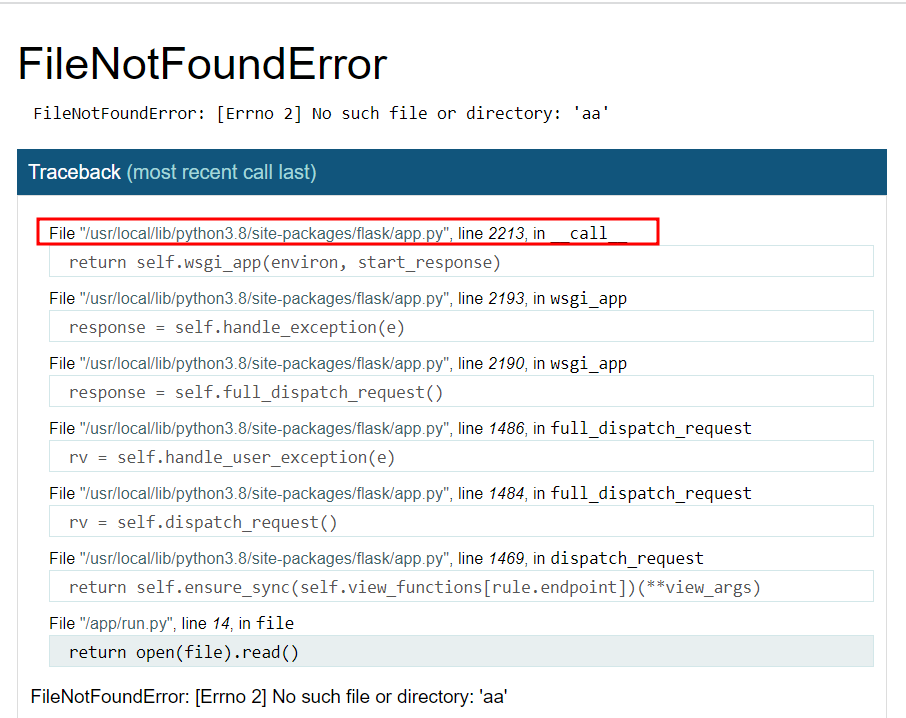 FileNotFoundError
FileNotFoundError: [Errno 2] No such file or directory: 'aa'
Traceback (most recent call last)
File "/usr/local/lib/python3.8/site-packages/flask/app.py", line 2213, in __call__
return self.wsgi_app(environ, start_response)
File "/usr/local/lib/python3.8/site-packages/flask/app.py", line 2193, in wsgi_app
response = self.handle_exception(e)
File "/usr/local/lib/python3.8/site-packages/flask/app.py", line 2190, in wsgi_app
response = self.full_dispatch_request()
File "/usr/local/lib/python3.8/site-packages/flask/app.py", line 1486, in full_dispatch_request
rv = self.handle_user_exception(e)
File "/usr/local/lib/python3.8/site-packages/flask/app.py", line 1484, in full_dispatch_request
rv = self.dispatch_request()
File "/usr/local/lib/python3.8/site-packages/flask/app.py", line 1469, in dispatch_request
return self.ensure_sync(self.view_functions[rule.endpoint])(**view_args)
File "/app/run.py", line 14, in file
return open(file).read()
FileNotFoundError: [Errno 2] No such file or directory: 'aa'